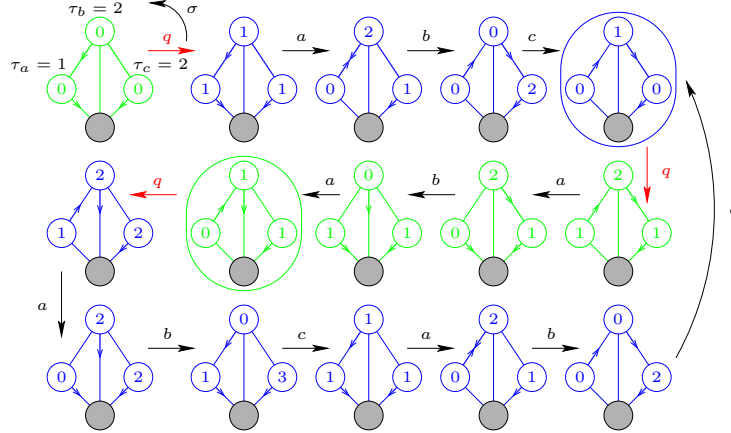 τ_b = 2 σ
0 q 1 a 2 b 0 c 1
τ_a = 1 τ_c = 2
0 0 1 1 0 1 0 2 0 0
2 q 1 a 0 b 2 a 2 q
1 2 0 1 1 1 0 1 1 1
a
2 b 0 c 1 a 2 b 0
0 2 1 3 1 1 0 1 0 2